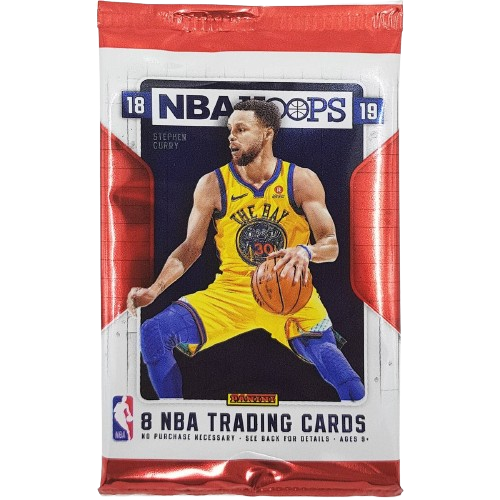 18 NBA HOOPS 19
STEPHEN
CURRY
THE BAY
30
PANINI
NBA
8 NBA TRADING CARDS
NO PURCHASE NECESSARY • SEE BACK FOR DETAILS • AGES 9+